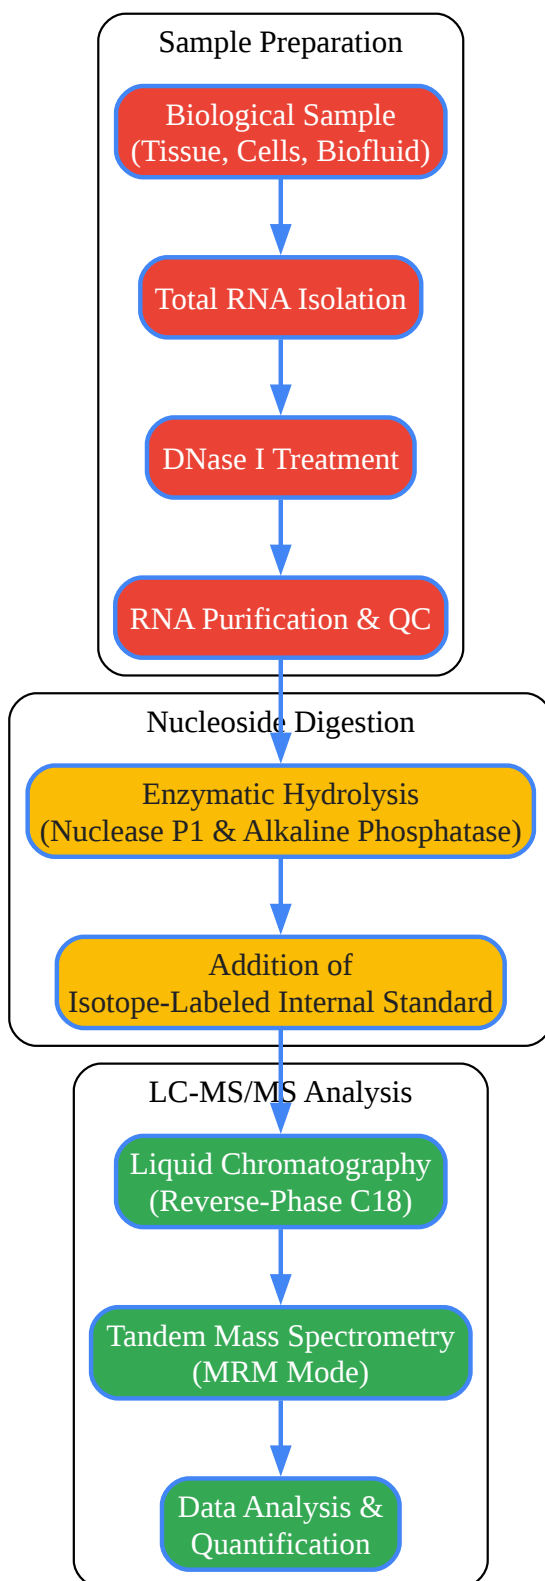 Sample Preparation
Biological Sample
(Tissue, Cells, Biofluid)
Total RNA Isolation
DNase I Treatment
RNA Purification & QC
Nucleoside Digestion
Enzymatic Hydrolysis
(Nuclease P1 & Alkaline Phosphatase)
Addition of
Isotope-Labeled Internal Standard
LC-MS/MS Analysis
Liquid Chromatography
(Reverse-Phase C18)
Tandem Mass Spectrometry
(MRM Mode)
Data Analysis &
Quantification